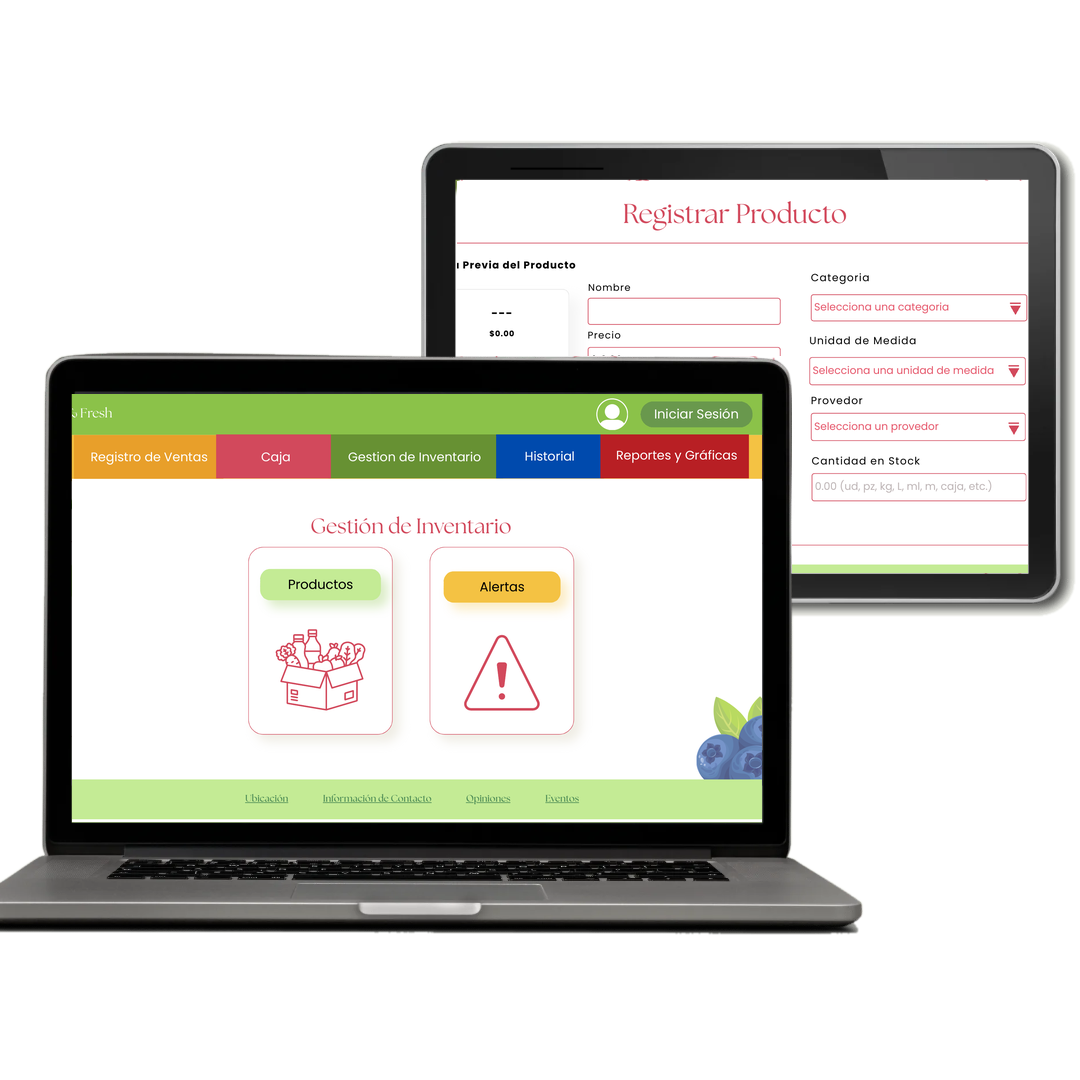 Registrar Producto
Previa del Producto
---
$0.00
Nombre
Precio
Categoria
Selecciona una categoria
Unidad de Medida
Selecciona una unidad de medida
Provedor
Selecciona un provedor
Cantidad en Stock
0.00 (ud, pz, kg, L, ml, m, caja, etc.)
Fresh
Iniciar Sesión
Registro de Ventas
Caja
Gestion de Inventario
Historial
Reportes y Gráficas
Gestión de Inventario
Productos
Alertas
Ubicación
Información de Contacto
Opiniones
Eventos